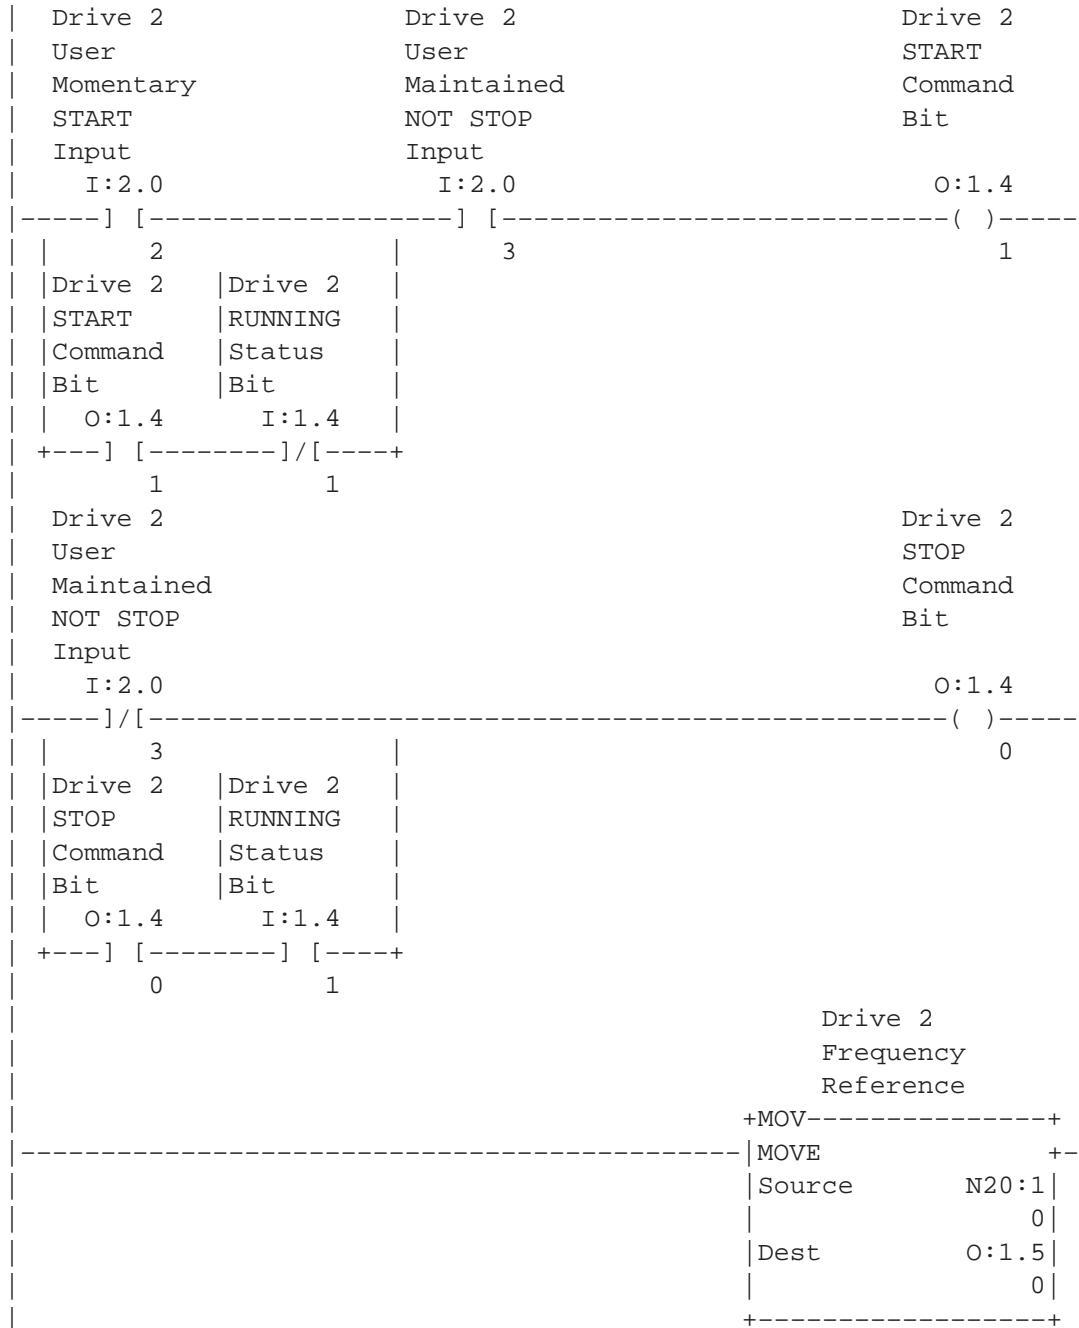 |  Drive 2               Drive 2                        Drive 2
|  User                  User                           START
|  Momentary             Maintained                     Command
|  START                 NOT STOP                       Bit
|  Input                 Input
|    I:2.0                 I:2.0                          O:1.4
|-----] [-------------------] [----------------------------( )-----
| |      2              |      3                              1
| |Drive 2   |Drive 2   |
| |START     |RUNNING   |
| |Command   |Status    |
| |Bit       |Bit       |
| |  O:1.4      I:1.4   |
| +---] [--------]/[----+
|        1          1
|  Drive 2                                              Drive 2
|  User                                                 STOP
|  Maintained                                           Command
|  NOT STOP                                             Bit
|  Input
|    I:2.0                                                O:1.4
|-----]/[--------------------------------------------------( )-----
| |      3              |                                     0
| |Drive 2   |Drive 2   |
| |STOP      |RUNNING   |
| |Command   |Status    |
| |Bit       |Bit       |
| |  O:1.4      I:1.4   |
| +---] [--------] [----+
|        0          1
|                                                  Drive 2
|                                                  Frequency
|                                                  Reference
|                                             +MOV---------------+
|---------------------------------------------|MOVE              +-
|                                             |Source       N20:1|
|                                             |                 0|
|                                             |Dest         O:1.5|
|                                             |                 0|
|                                             +------------------+